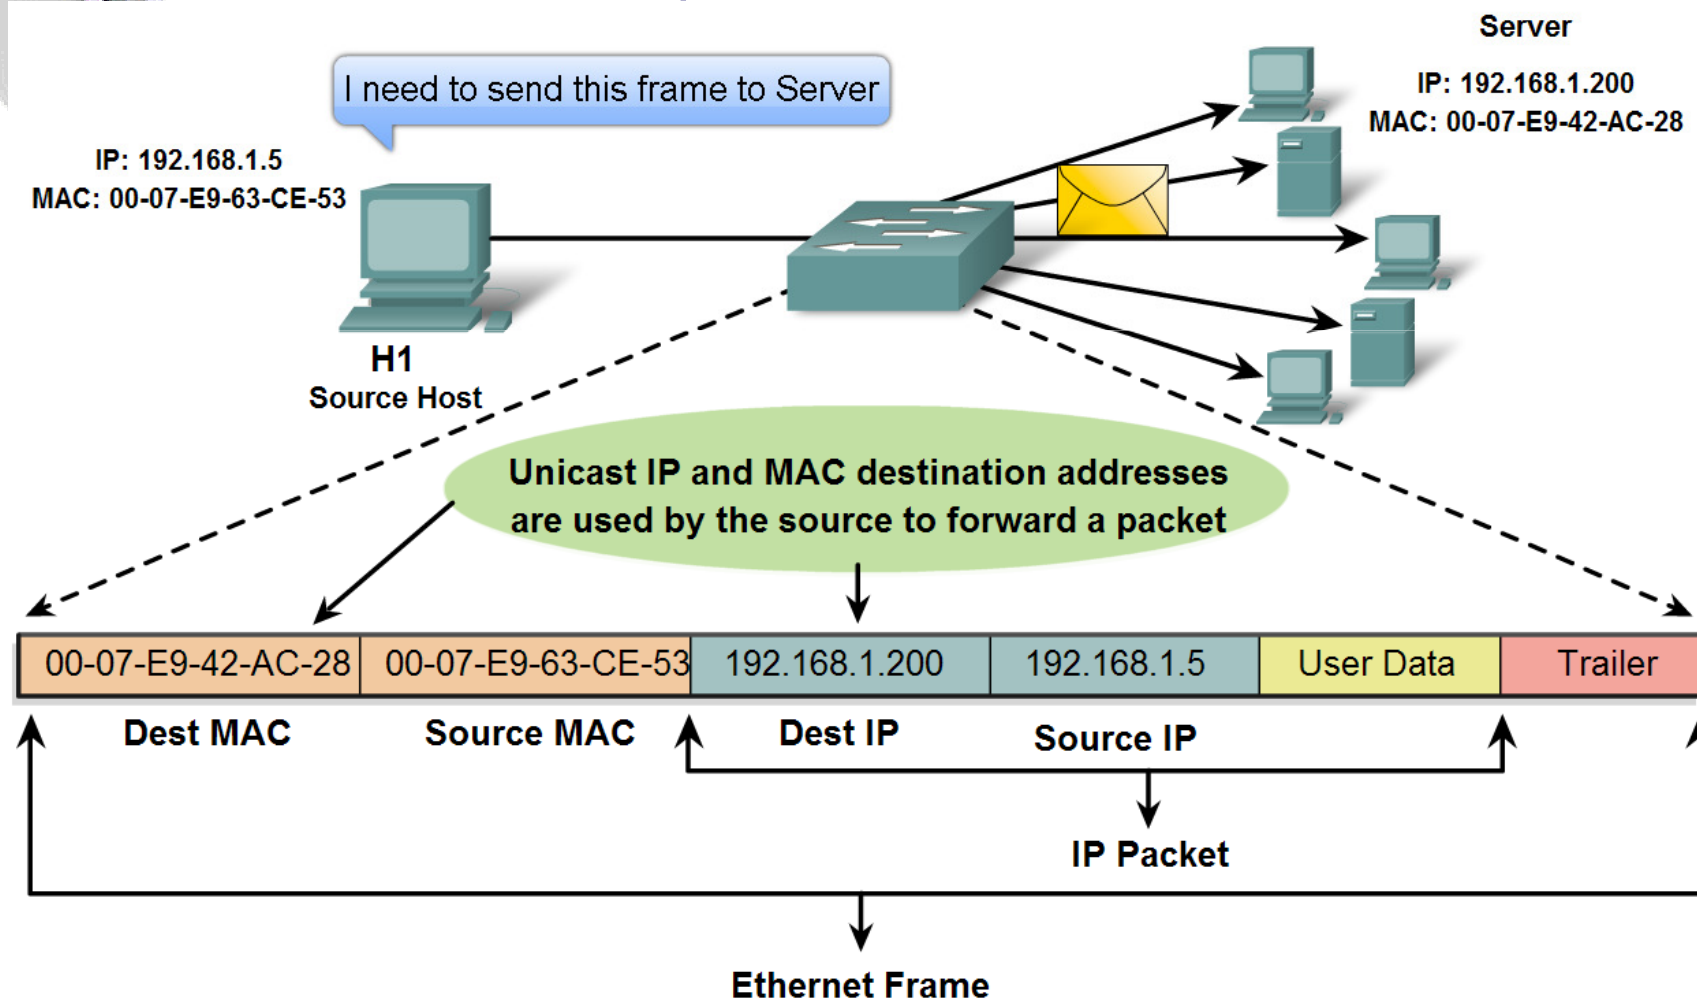 Server
I need to send this frame to Server
IP: 192.168.1.200
MAC: 00-07-E9-42-AC-28
IP: 192.168.1.5
MAC: 00-07-E9-63-CE-53
H1
Source Host
Unicast IP and MAC destination addresses
are used by the source to forward a packet
00-07-E9-42-AC-28 00-07-E9-63-CE-53 192.168.1.200 192.168.1.5 User Data Trailer
Dest MAC Source MAC Dest IP Source IP
IP Packet
Ethernet Frame